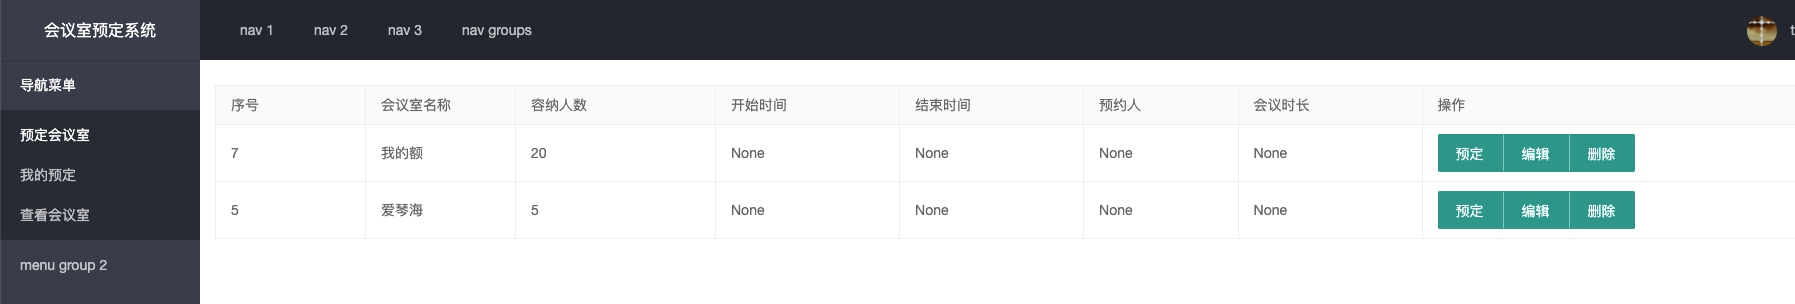 会议室预定系统 nav 1 nav 2 nav 3 nav groups t
导航菜单
预定会议室
我的预定
查看会议室
menu group 2
序号 会议室名称 容纳人数 开始时间 结束时间 预约人 会议时长 操作
7 我的额 20 None None None None 预定 编辑 删除
5 爱琴海 5 None None None None 预定 编辑 删除